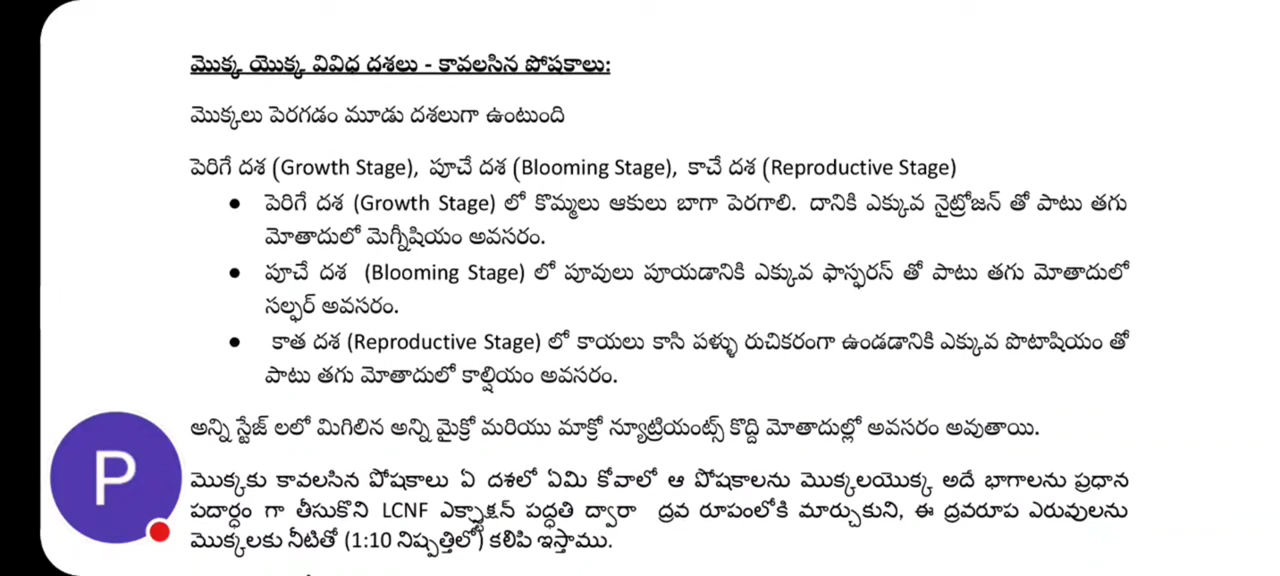 మొక్క యొక్క వివిధ దశలు - కావలసిన పోషకాలు:
మొక్కలు పెరగడం మూడు దశలుగా ఉంటుంది
పెరిగే దశ (Growth Stage), పూచే దశ (Blooming Stage), కాచే దశ (Reproductive Stage)
• పెరిగే దశ (Growth Stage) లో కొమ్మలు ఆకులు బాగా పెరగాలి. దానికి ఎక్కువ నైట్రోజన్ తో పాటు తగు
మోతాదులో మెగ్నీషియం అవసరం.
• పూచే దశ (Blooming Stage) లో పూవులు పూయడానికి ఎక్కువ ఫాస్ఫరస్ తో పాటు తగు మోతాదులో
సల్ఫర్ అవసరం.
• కాత దశ (Reproductive Stage) లో కాయలు కాసి పళ్ళు రుచికరంగా ఉండడానికి ఎక్కువ పొటాషియం తో
పాటు తగు మోతాదులో కాల్షియం అవసరం.
అన్ని స్టేజ్ లలో మిగిలిన అన్ని మైక్రో మరియు మాక్రో న్యూట్రియంట్స్ కొద్ది మోతాదుల్లో అవసరం అవుతాయి.
P
మొక్కకు కావలసిన పోషకాలు ఏ దశలో ఏమి కోవాలో ఆ పోషకాలను మొక్కలయొక్క అదే భాగాలను ప్రధాన
పదార్ధం గా తీసుకొని LCNF ఎక్స్ట్రాక్షన్ పద్ధతి ద్వారా ద్రవ రూపంలోకి మార్చుకుని, ఈ ద్రవరూప ఎరువులను
మొక్కలకు నీటితో (1:10 నిష్పత్తిలో) కలిపి ఇస్తాము.